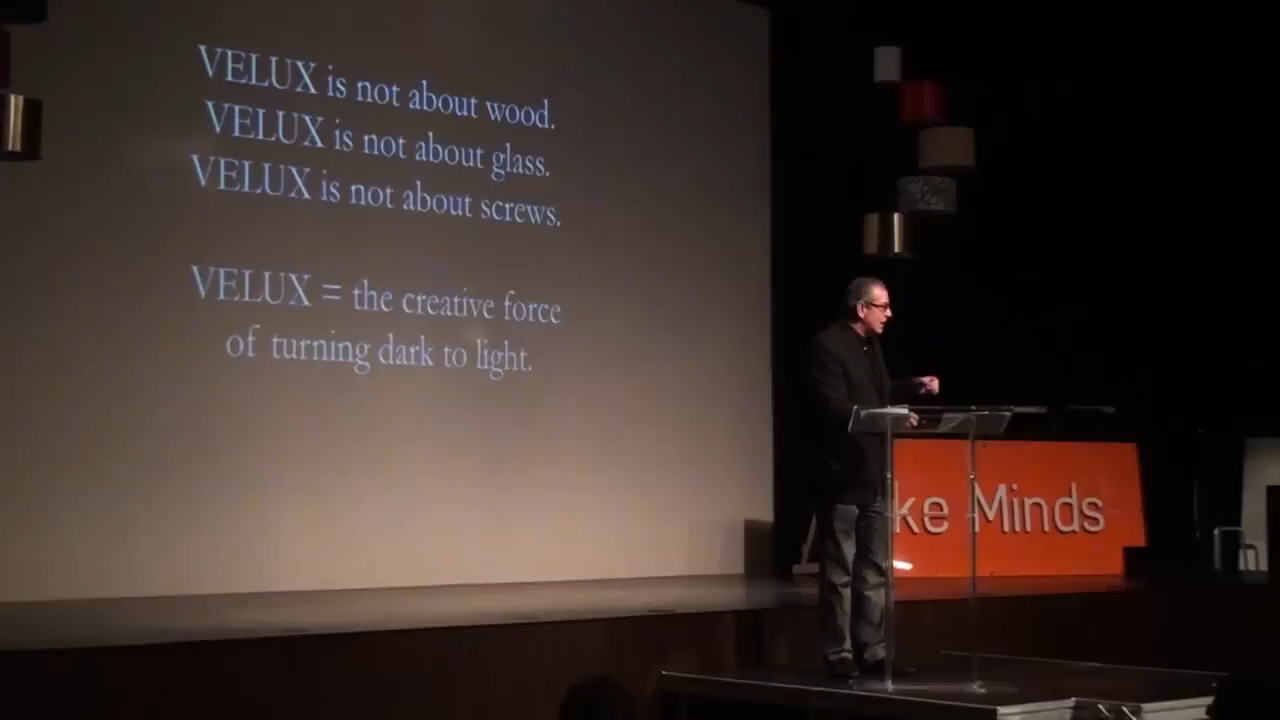 VELUX is not about wood.
VELUX is not about glass.
VELUX is not about screws.
VELUX = the creative force
of turning dark to light.
ke Minds